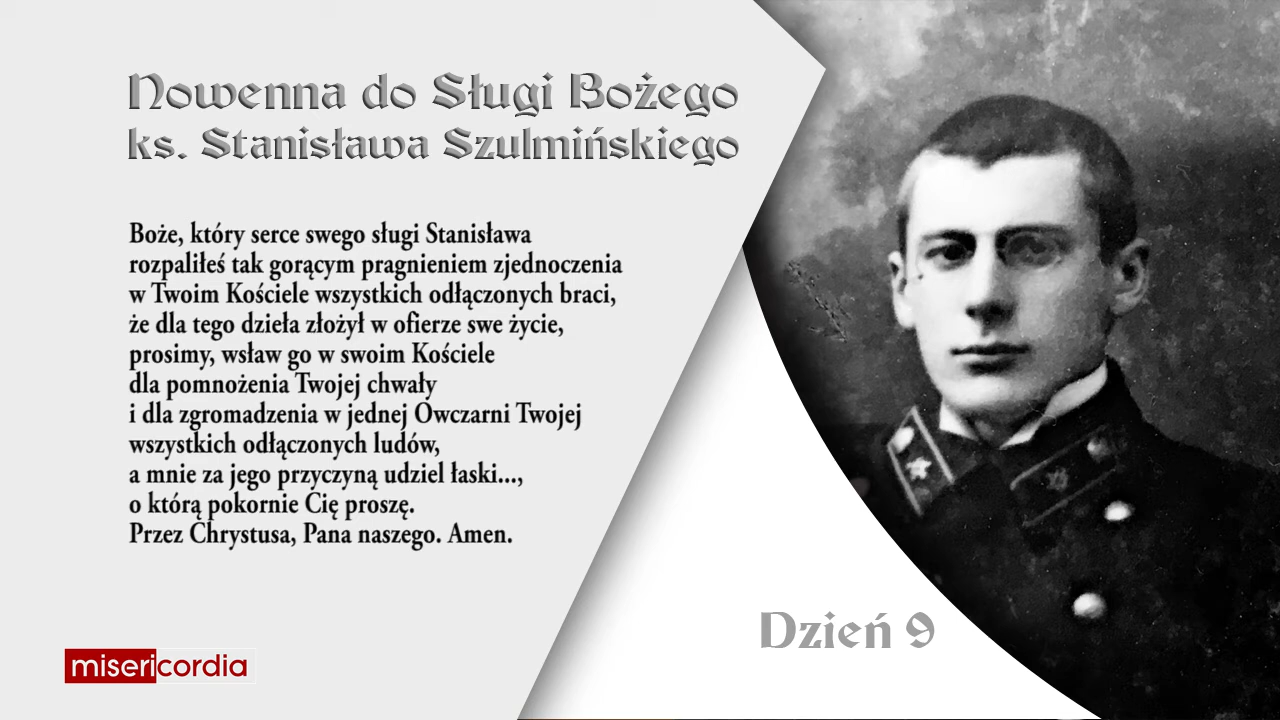 Nowenna do Sługi Bożego
ks. Stanisława Szulmińskiego
Boże, który serce swego sługi Stanisława
rozpaliłeś tak gorącym pragnieniem zjednoczenia
w Twoim Kościele wszystkich odłączonych braci,
że dla tego dzieła złożył w ofierze swe życie,
prosimy, wsław go w swoim Kościele
dla pomnożenia Twojej chwały
i dla zgromadzenia w jednej Owczarni Twojej
wszystkich odłączonych ludów,
a mnie za jego przyczyną udziel łaski...,
o którą pokornie Cię proszę.
Przez Chrystusa, Pana naszego. Amen.
Dzień 9
misericordia